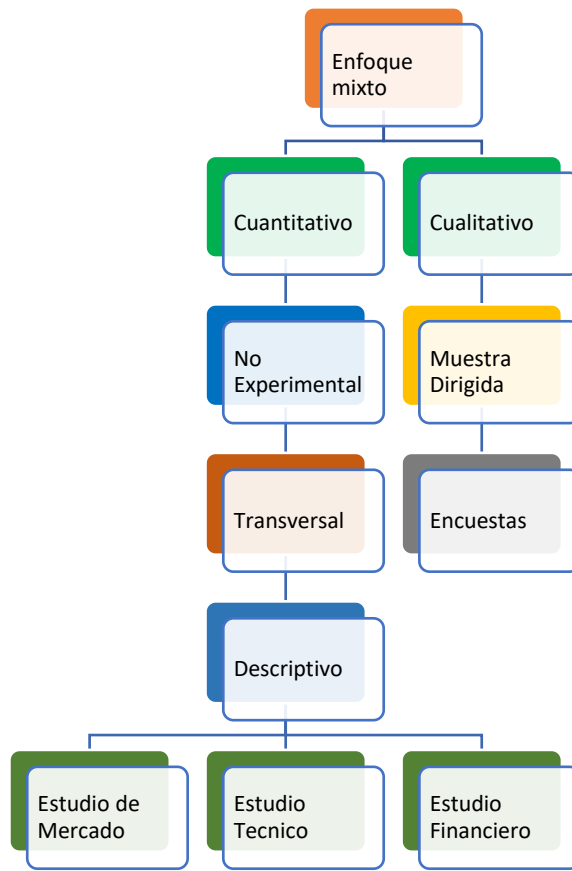 Enfoque
mixto
Cuantitativo
Cualitativo
No
Experimental
Muestra
Dirigida
Transversal
Encuestas
Descriptivo
Estudio de
Mercado
Estudio
Tecnico
Estudio
Financiero